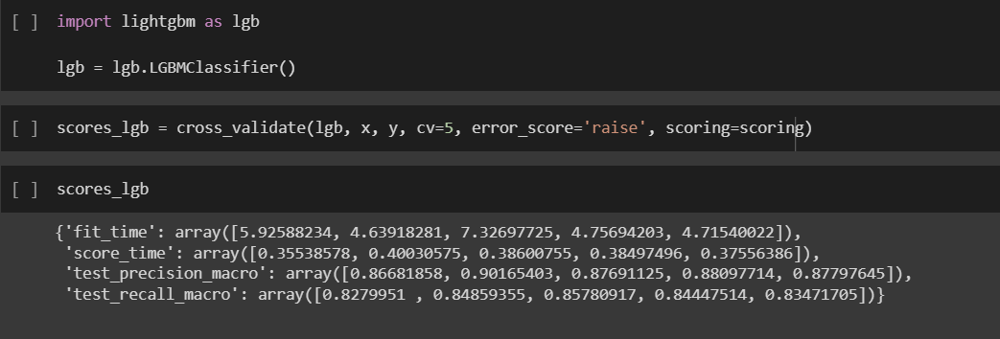 [ ] import lightgbm as lgb
lgb = lgb.LGBMClassifier()
[ ] scores_lgb = cross_validate(lgb, x, y, cv=5, error_score='raise', scoring=scoring)
[ ] scores_lgb
{'fit_time': array([5.92588234, 4.63918281, 7.32697725, 4.75694203, 4.71540022]),
'score_time': array([0.35538578, 0.40030575, 0.38600755, 0.38497496, 0.37556386]),
'test_precision_macro': array([0.86681858, 0.90165403, 0.87691125, 0.88097714, 0.87797645]),
'test_recall_macro': array([0.8279951 , 0.84859355, 0.85780917, 0.84447514, 0.83471705])}